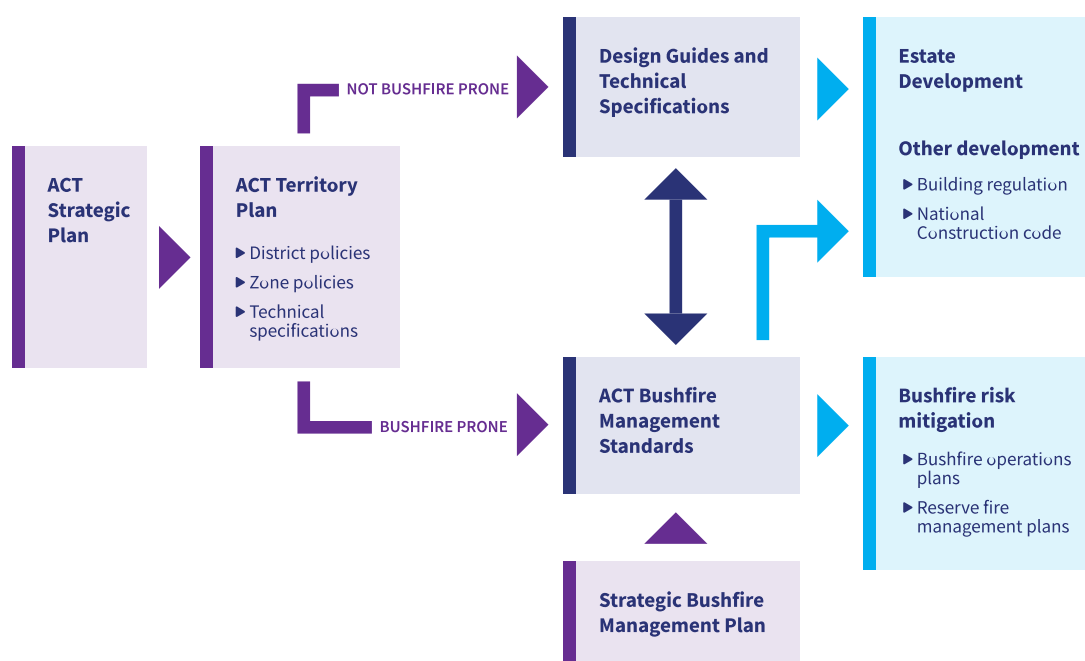 ACT
Strategic
Plan
ACT Territory
Plan
District policies
Zone policies
Technical
specifications
NOT BUSHFIRE PRONE
BUSHFIRE PRONE
Design Guides and
Technical
Specifications
ACT Bushfire
Management
Standards
Strategic Bushfire
Management Plan
Estate
Development
Other development
Building regulation
National
Construction code
Bushfire risk
mitigation
Bushfire operations
plans
Reserve fire
management plans